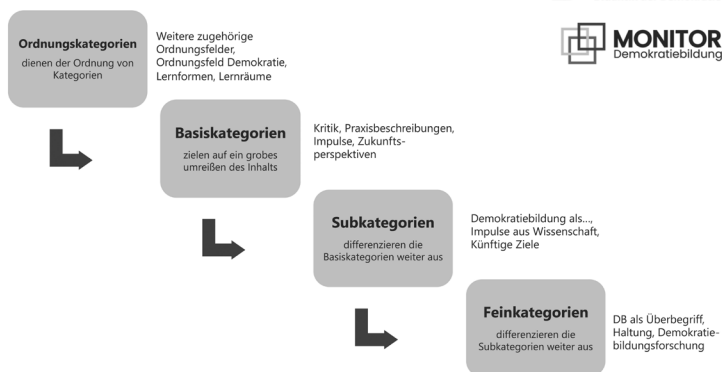 Ordnungskategorien
dienen der Ordnung von
Kategorien
Weitere zugehörige
Ordnungsfelder,
Ordnungsfeld Demokratie,
Lernformen, Lernräume
MONITOR
Demokratiebildung
Basiskategorien
zielen auf ein grobes
umreißen des Inhalts
Kritik, Praxisbeschreibungen,
Impulse, Zukunfts-
perspektiven
Subkategorien
differenzieren die
Basiskategorien weiter aus
Demokratiebildung als...,
Impulse aus Wissenschaft,
Künftige Ziele
Feinkategorien
differenzieren die
Subkategorien weiter aus
DB als Überbegriff,
Haltung, Demokratie-
bildungsforschung